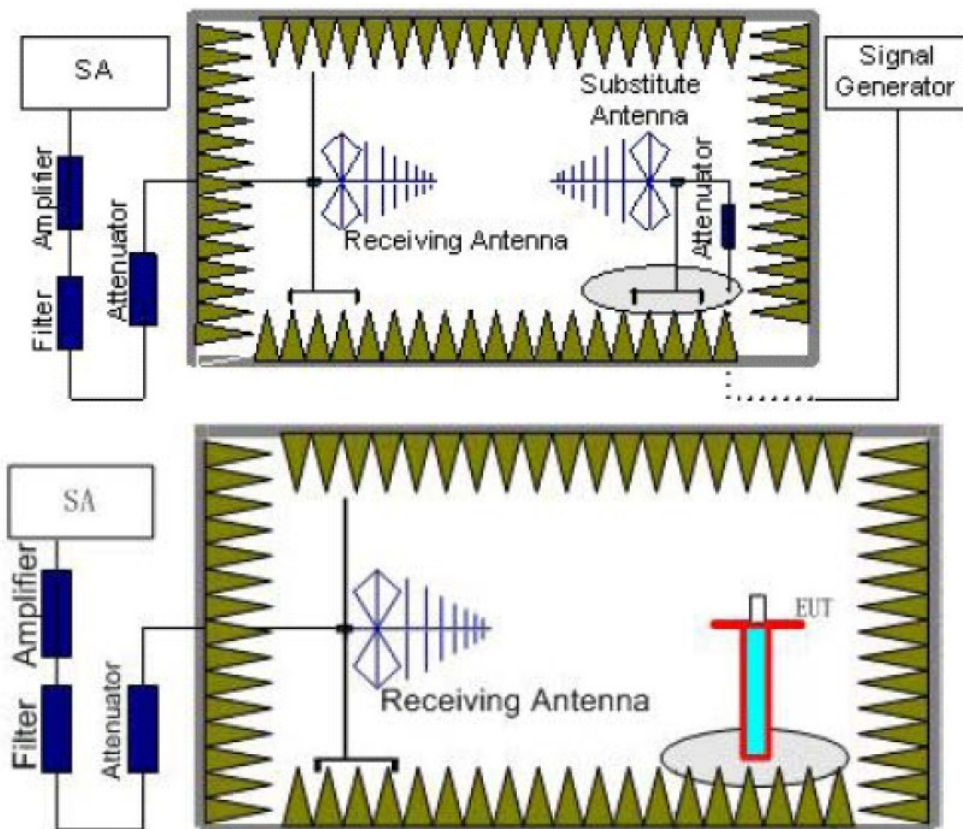 SA
Signal
Generator
Substitute
Antenna
Amplifier
Attenuator
Attenuator
Receiving Antenna
Filter
SA
Amplifier
EUT
Receiving Antenna
Filter
Attenuator